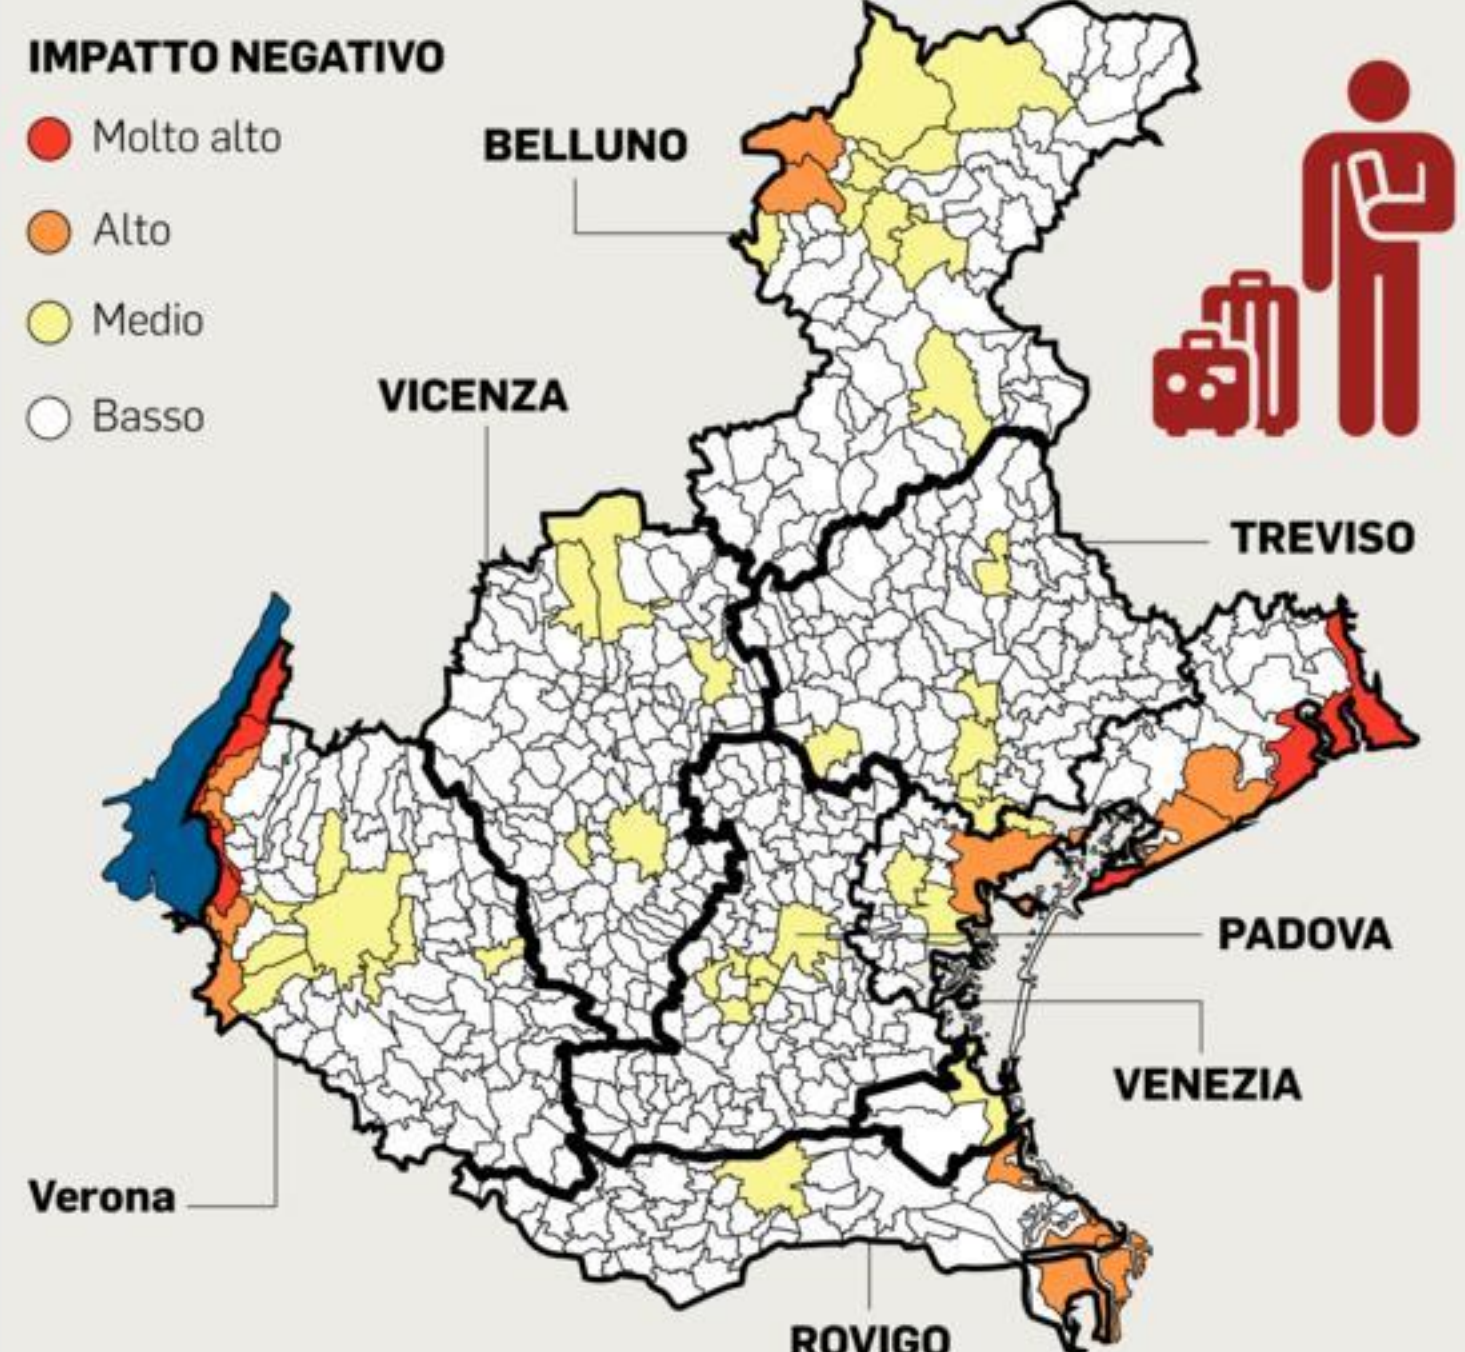 IMPATTO NEGATIVO
Molto alto
Alto
Medio
Basso
BELLUNO
VICENZA
TREVISO
PADOVA
VENEZIA
Verona
ROVIGO